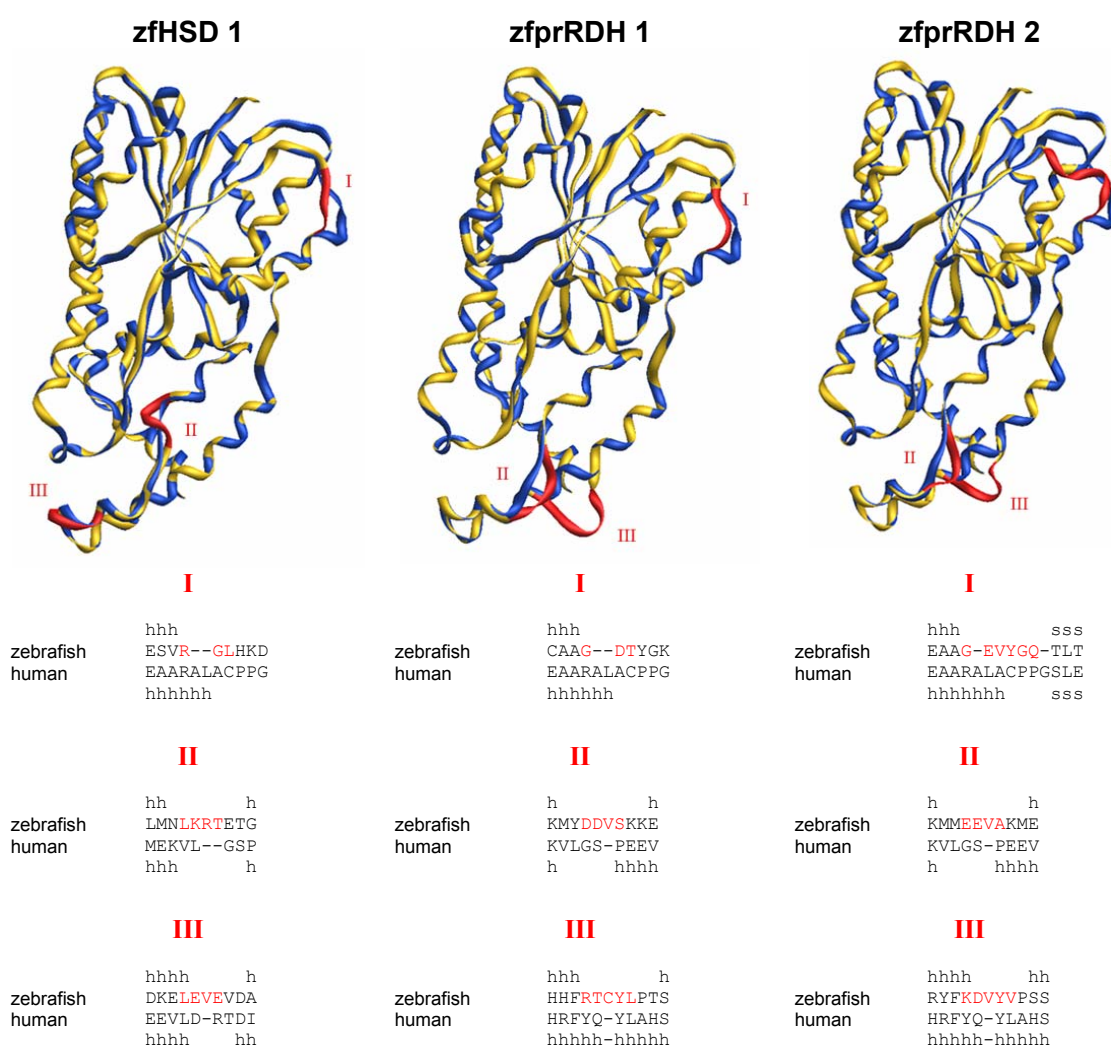 zfHSD 1 zfprRDH 1 zfprRDH 2
I I
I
II II II
III III III
I I I
hhh hhh hhh sss
zebrafish ESVR--GLHKD zebrafish CAAG--DTYGK zebrafish EAAG-EVYGQ-TLT
human EAARALACPPG human EAARALACPPG human EAARALACPPGSLE
hhhhhh hhhhhh hhhhhhh sss
II II II
hh h h h h h
zebrafish LMNLKRTETG zebrafish KMYDDVSKKE zebrafish KMMEEVAKME
human MEKVL--GSP human KVLGS-PEEV human KVLGS-PEEV
hhh h h hhhh h hhhh
III III III
hhhh h hhh h hhhh hh
zebrafish DKELEVEVDA zebrafish HHFRTCYLPTS zebrafish RYFKDVYVPSS
human EEVLD-RTDI human HRFYQ-YLAHS human HRFYQ-YLAHS
hhhh hh hhhhh-hhhhh hhhhh-hhhhh